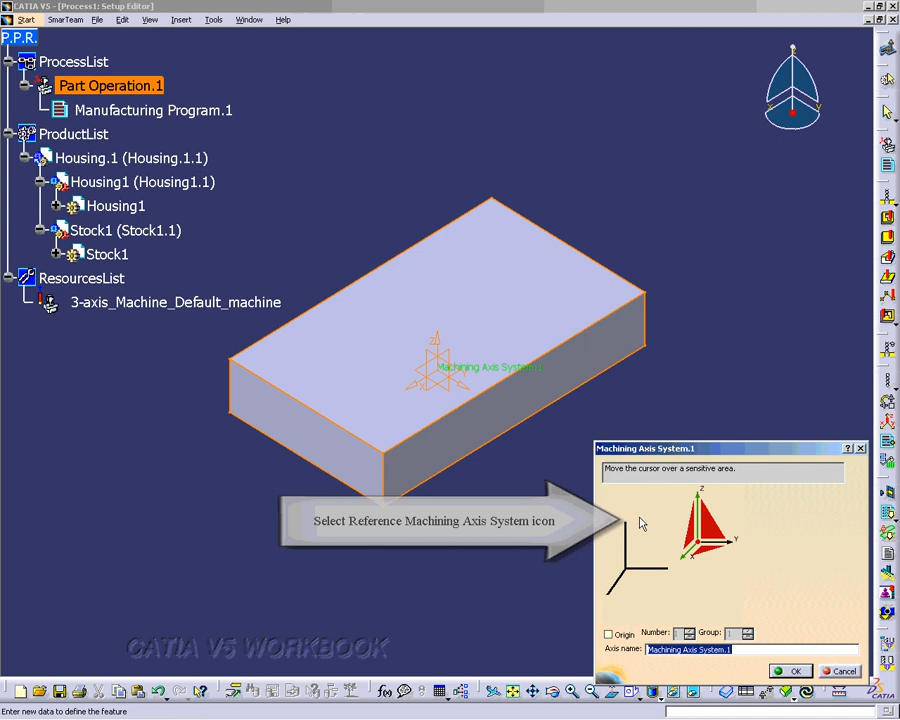 CATIA V5 - [Process1: Setup Editor]
Start SmarTeam File Edit View Insert Tools Window Help
P.P.R.
ProcessList
Part Operation.1
Manufacturing Program.1
ProductList
Housing.1 (Housing.1.1)
Housing1 (Housing1.1)
Housing1
Stock1 (Stock1.1)
Stock1
ResourcesList
3-axis_Machine_Default_machine
Z
Machining Axis System.1
X
Machining Axis System.1
Move the cursor over a sensitive area.
Z
Y
X
Select Reference Machining Axis System icon
Origin Number: 1 Group: 1
Axis name: Machining Axis System.1
OK Cancel
CATIA V5 WORKBOOK
f(x)
Enter new data to define the feature